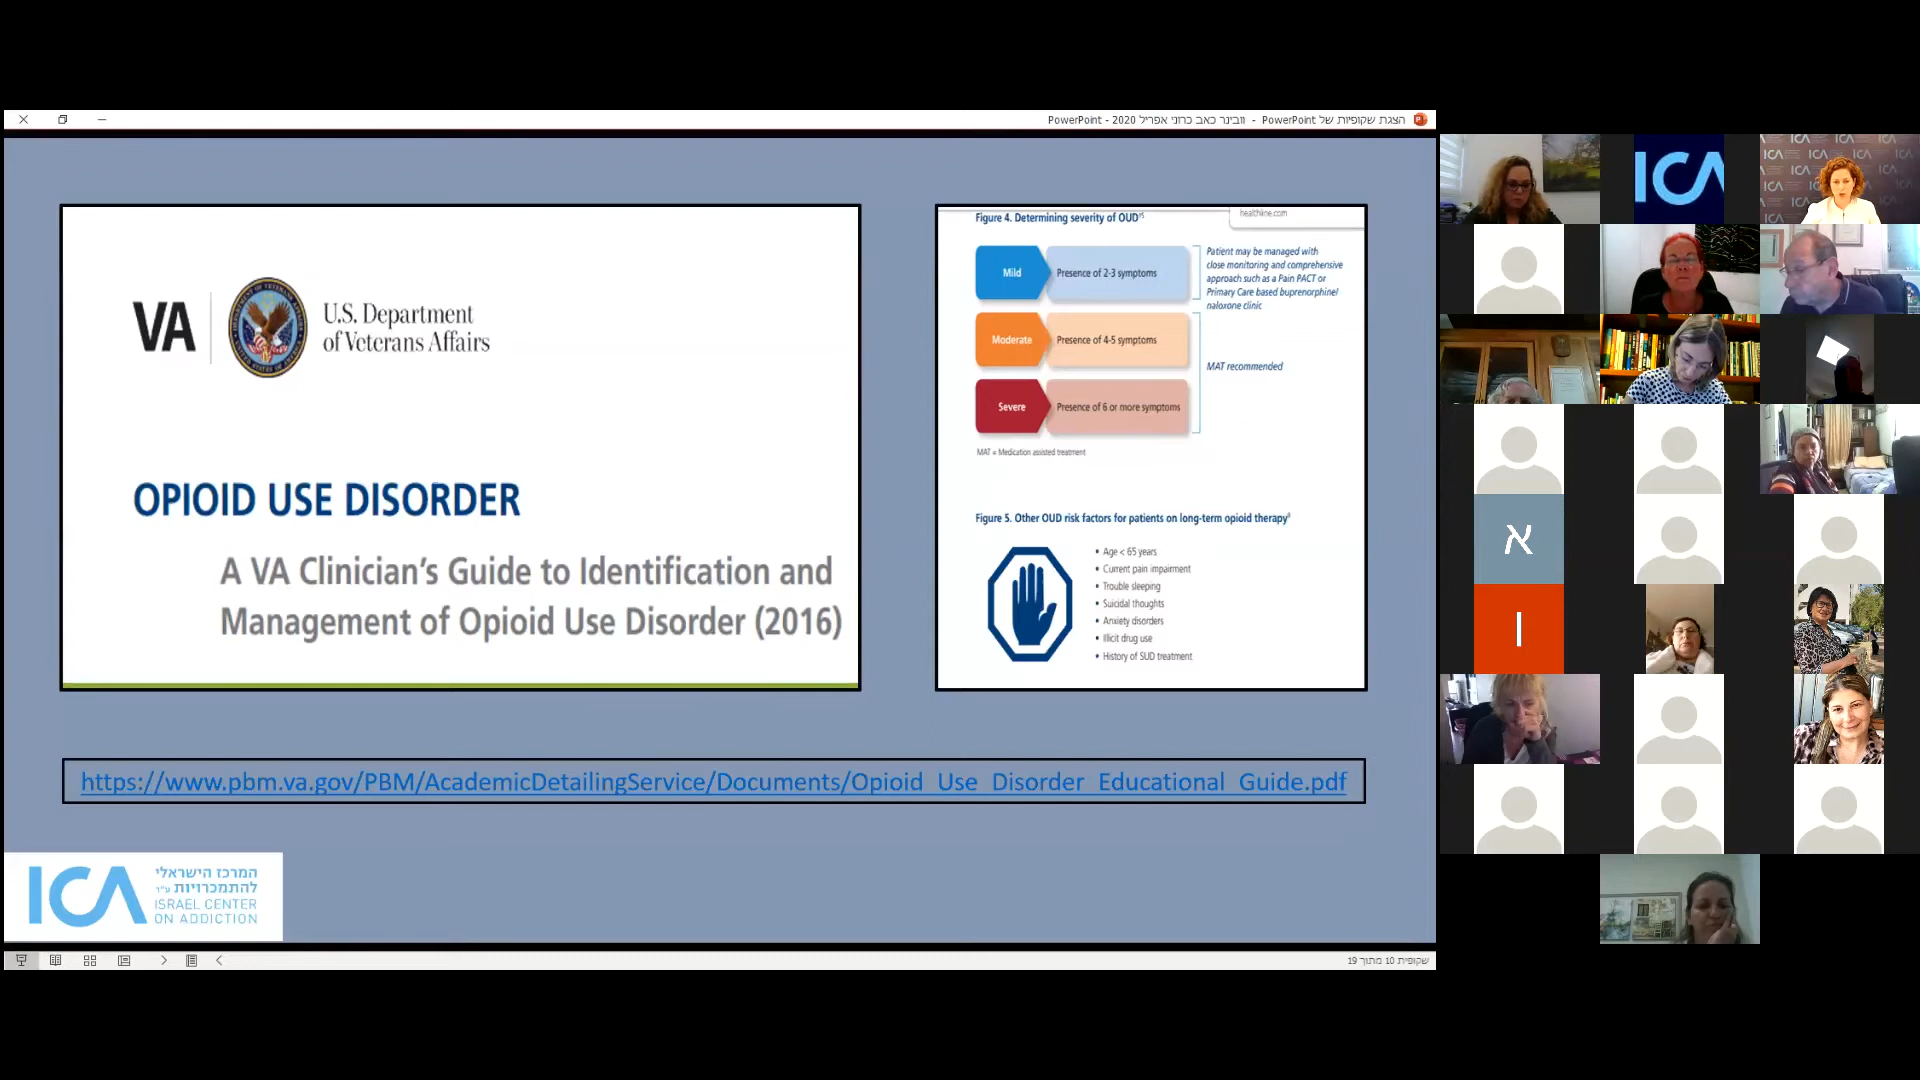 הצגת שקופיות של PowerPoint - וובינר כאב כרוני אפריל 2020 - PowerPoint
VA
U.S. Department
of Veterans Affairs
OPIOID USE DISORDER
A VA Clinician's Guide to Identification and
Management of Opioid Use Disorder (2016)
healthline.com
Figure 4. Determining severity of OUD
Mild
Presence of 2-3 symptoms
Patient may be managed with
close monitoring and comprehensive
approach such as a Pain PACT or
Primary Care based buprenorphine/
naloxone clinic
Moderate
Presence of 4-5 symptoms
MAT recommended
Severe
Presence of 6 or more symptoms
MAT = Medication assisted treatment
Figure 5. Other OUD risk factors for patients on long-term opioid therapy
• Age < 65 years
• Current pain impairment
• Trouble sleeping
• Suicidal thoughts
• Anxiety disorders
• Illicit drug use
• History of SUD treatment
https://www.pbm.va.gov/PBM/AcademicDetailingService/Documents/Opioid_Use_Disorder_Educational_Guide.pdf
ICA
המרכז הישראלי
להתמכרויות ע״ר
ISRAEL CENTER
ON ADDICTION
שקופית 10 מתוך 19
ICA
ICA
א
ו